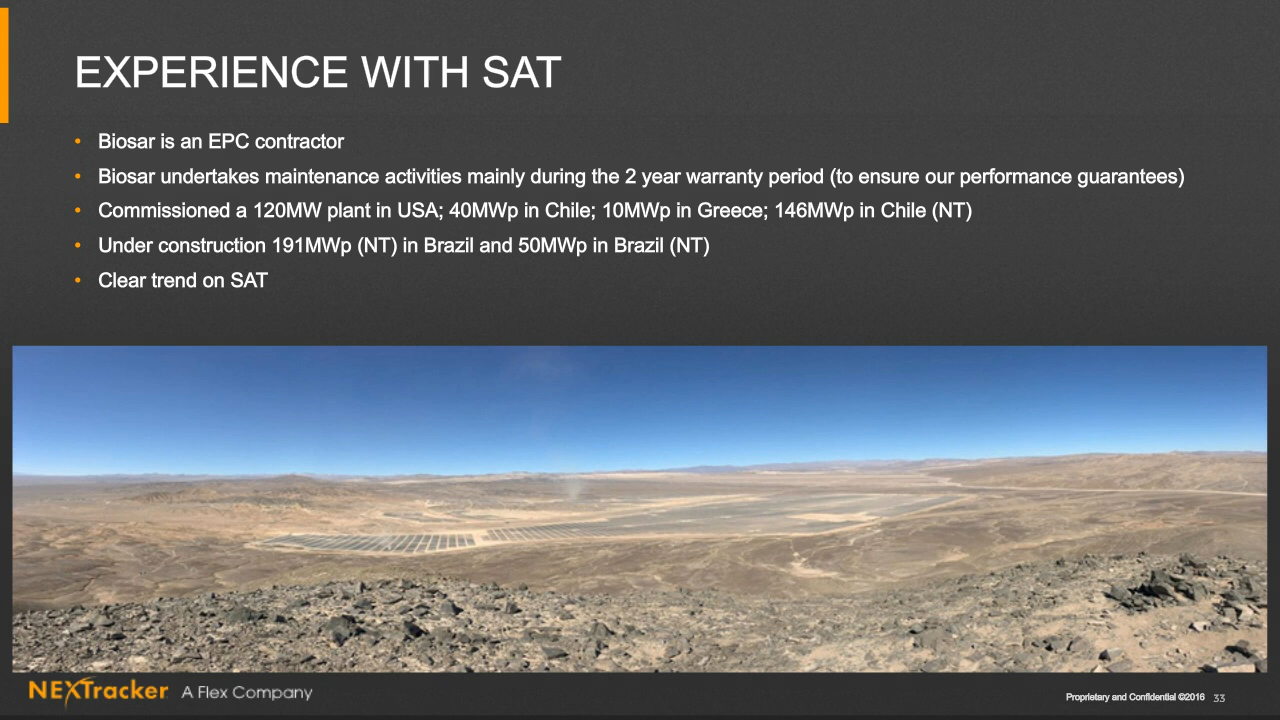 EXPERIENCE WITH SAT
• Biosar is an EPC contractor
• Biosar undertakes maintenance activities mainly during the 2 year warranty period (to ensure our performance guarantees)
• Commissioned a 120MW plant in USA; 40MWp in Chile; 10MWp in Greece; 146MWp in Chile (NT)
• Under construction 191MWp (NT) in Brazil and 50MWp in Brazil (NT)
• Clear trend on SAT
NEXTracker A Flex Company
Proprietary and Confidential ©2016 33